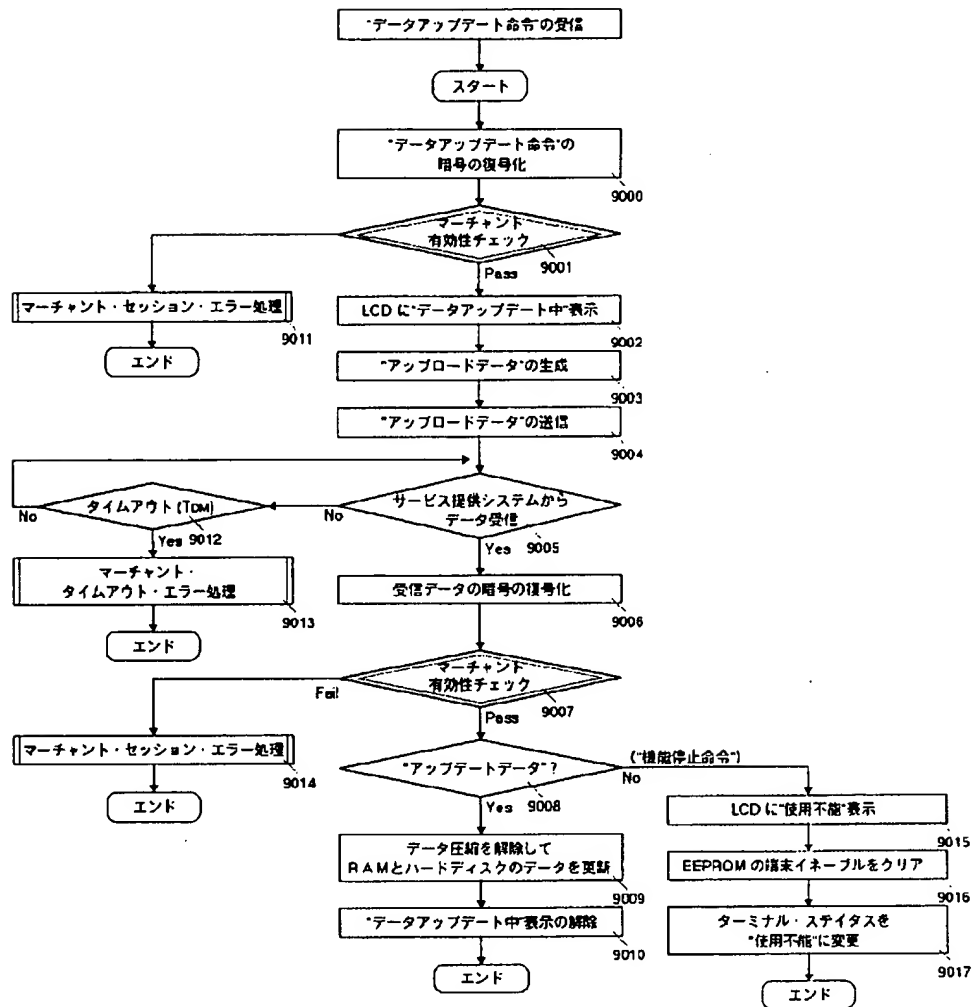 "データアップデート命令"の受信
スタート
"データアップデート命令"の
暗号の復号化
9000
マーチャント
有効性チェック
9001
Pass
マーチャント・セッション・エラー処理
9011
エンド
LCDに"データアップデート中"表示
9002
"アップロードデータ"の生成
9003
"アップロードデータ"の送信
9004
サービス提供システムから
データ受信
9005
No
タイムアウト(TDM)
9012
No
Yes
マーチャント・
タイムアウト・エラー処理
9013
エンド
Yes
受信データの暗号の復号化
9006
マーチャント
有効性チェック
9007
Fail
Pass
マーチャント・セッション・エラー処理
9014
エンド
"アップデートデータ"?
9008
("機能停止命令")
No
Yes
データ圧縮を解除して
RAMとハードディスクのデータを更新
9009
"データアップデート中"表示の解除
9010
エンド
LCDに"使用不能"表示
9015
EEPROMの端末イネーブルをクリア
9016
ターミナル・ステイタスを
"使用不能"に変更
9017
エンド